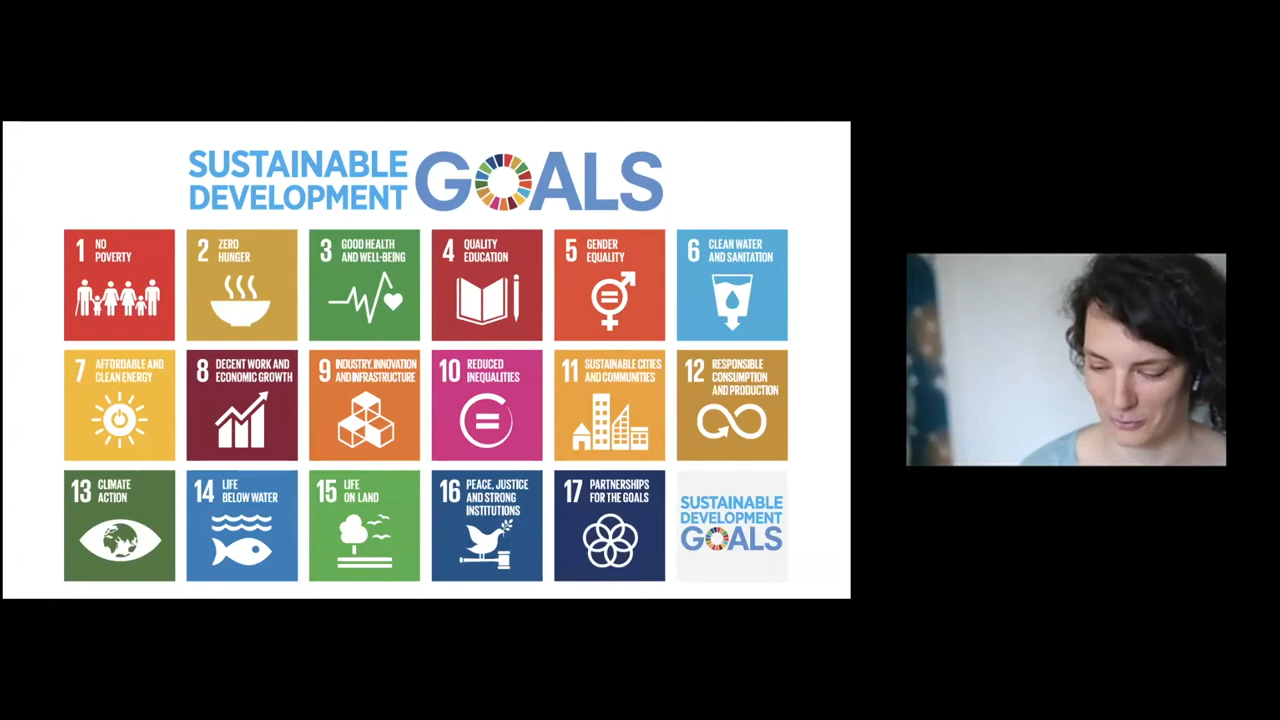 SUSTAINABLE
DEVELOPMENT
GOALS
1 NO
POVERTY
2 ZERO
HUNGER
3 GOOD HEALTH
AND WELL-BEING
4 QUALITY
EDUCATION
5 GENDER
EQUALITY
6 CLEAN WATER
AND SANITATION
7 AFFORDABLE AND
CLEAN ENERGY
8 DECENT WORK AND
ECONOMIC GROWTH
9 INDUSTRY, INNOVATION
AND INFRASTRUCTURE
10 REDUCED
INEQUALITIES
11 SUSTAINABLE CITIES
AND COMMUNITIES
12 RESPONSIBLE
CONSUMPTION
AND PRODUCTION
13 CLIMATE
ACTION
14 LIFE
BELOW WATER
15 LIFE
ON LAND
16 PEACE, JUSTICE
AND STRONG
INSTITUTIONS
17 PARTNERSHIPS
FOR THE GOALS
SUSTAINABLE
DEVELOPMENT
GOALS